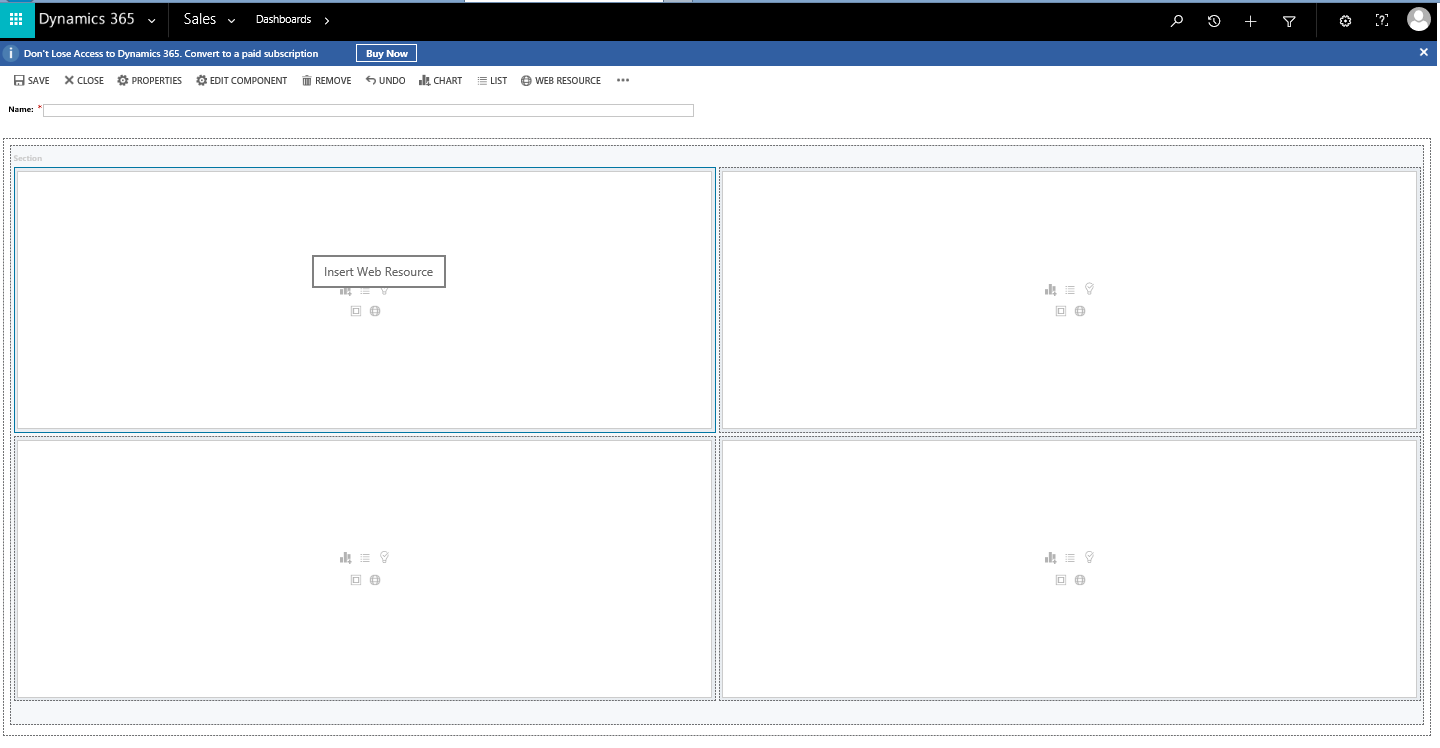 Dynamics 365 Sales Dashboards
Don't Lose Access to Dynamics 365. Convert to a paid subscription Buy Now
SAVE CLOSE PROPERTIES EDIT COMPONENT REMOVE UNDO CHART LIST WEB RESOURCE •••
Name: *
Section
Insert Web Resource